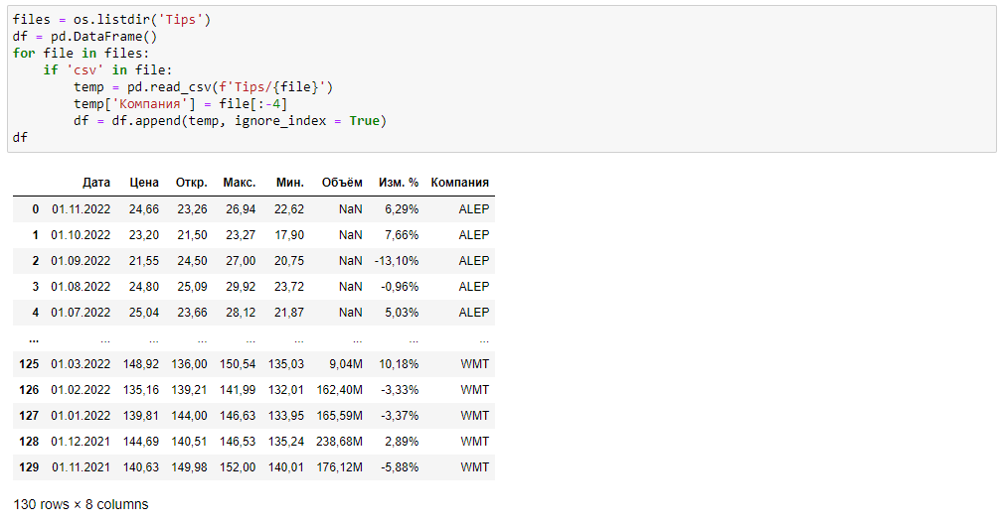 files = os.listdir('Tips')
df = pd.DataFrame()
for file in files:
    if 'csv' in file:
        temp = pd.read_csv(f'Tips/{file}')
        temp['Компания'] = file[:-4]
        df = df.append(temp, ignore_index = True)
df
Дата Цена Откр. Макс. Мин. Объём Изм. % Компания
0 01.11.2022 24,66 23,26 26,94 22,62 NaN 6,29% ALEP
1 01.10.2022 23,20 21,50 23,27 17,90 NaN 7,66% ALEP
2 01.09.2022 21,55 24,50 27,00 20,75 NaN -13,10% ALEP
3 01.08.2022 24,80 25,09 29,92 23,72 NaN -0,96% ALEP
4 01.07.2022 25,04 23,66 28,12 21,87 NaN 5,03% ALEP
... ... ... ... ... ... ... ... ...
125 01.03.2022 148,92 136,00 150,54 135,03 9,04M 10,18% WMT
126 01.02.2022 135,16 139,21 141,99 132,01 162,40M -3,33% WMT
127 01.01.2022 139,81 144,00 146,63 133,95 165,59M -3,37% WMT
128 01.12.2021 144,69 140,51 146,53 135,24 238,68M 2,89% WMT
129 01.11.2021 140,63 149,98 152,00 140,01 176,12M -5,88% WMT
130 rows × 8 columns